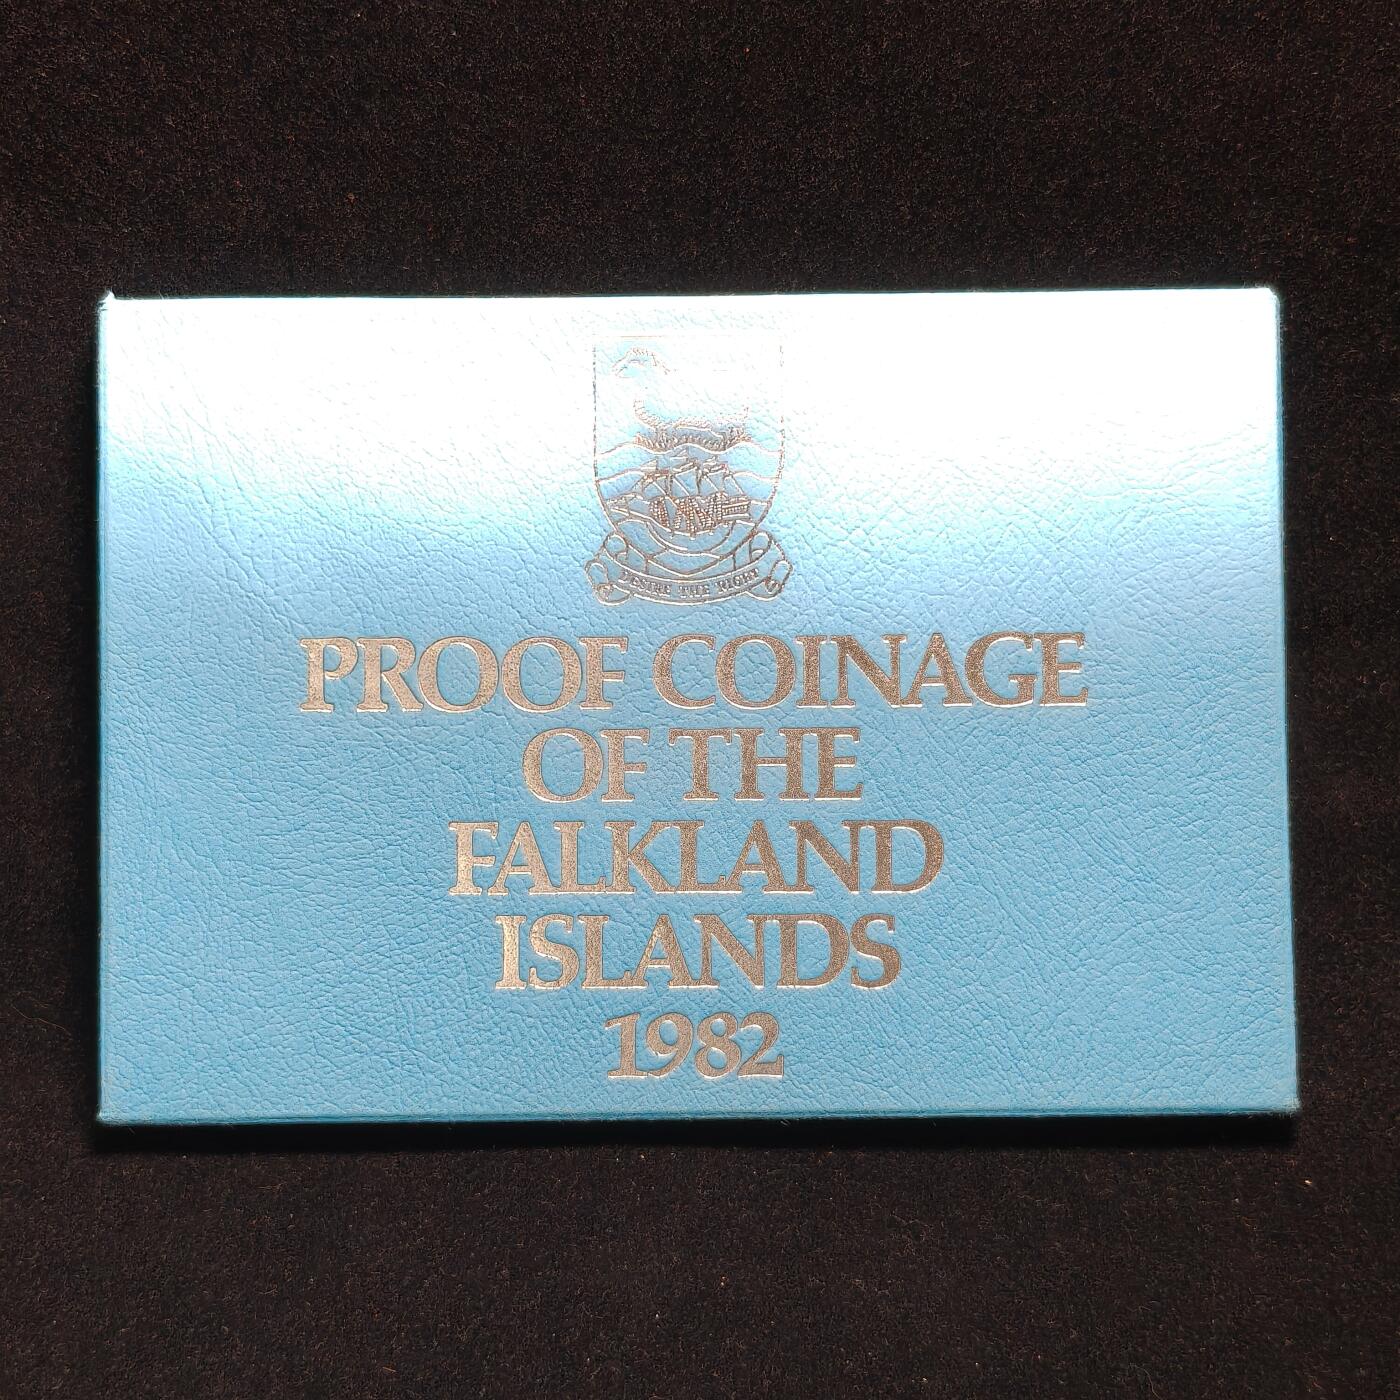 DESIRE THE RIGHT
PROOF COINAGE
OF THE
FALKLAND
ISLANDS
1982